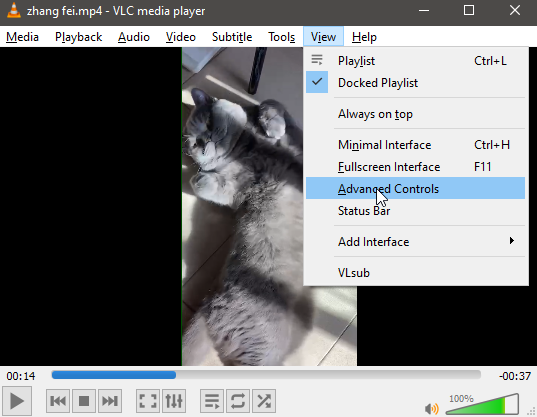 zhang fei.mp4 - VLC media player
Media Playback Audio Video Subtitle Tools View Help
Playlist Ctrl+L
Docked Playlist
Always on top
Minimal Interface Ctrl+H
Fullscreen Interface F11
Advanced Controls
Status Bar
Add Interface
VLsub
00:14 -00:37
100%